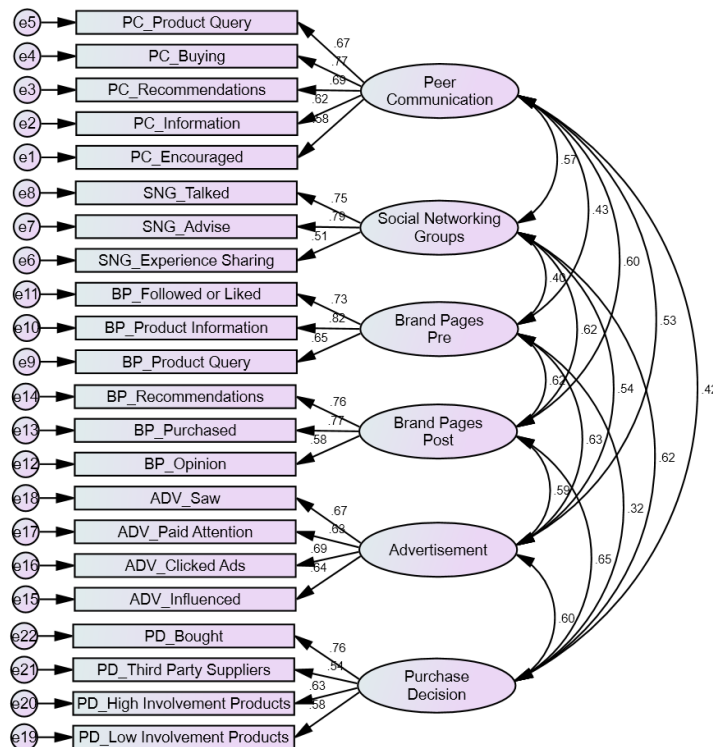 e5
PC_Product Query
.67
e4
PC_Buying
.77
e3
PC_Recommendations
.69
e2
PC_Information
.62
e1
PC_Encouraged
.58
Peer
Communication
e8
SNG_Talked
.75
e7
SNG_Advise
.79
e6
SNG_Experience Sharing
.51
Social Networking
Groups
e11
BP_Followed or Liked
.73
e10
BP_Product Information
.82
e9
BP_Product Query
.65
Brand Pages
Pre
e14
BP_Recommendations
.76
e13
BP_Purchased
.77
e12
BP_Opinion
.58
Brand Pages
Post
e18
ADV_Saw
.67
e17
ADV_Paid Attention
.63
e16
ADV_Clicked Ads
.69
e15
ADV_Influenced
.64
Advertisement
e22
PD_Bought
.76
e21
PD_Third Party Suppliers
.54
e20
PD_High Involvement Products
.63
e19
PD_Low Involvement Products
.58
Purchase
Decision
.57
.43
.60
.53
.42
.40
.62
.54
.62
.62
.63
.32
.59
.65
.60